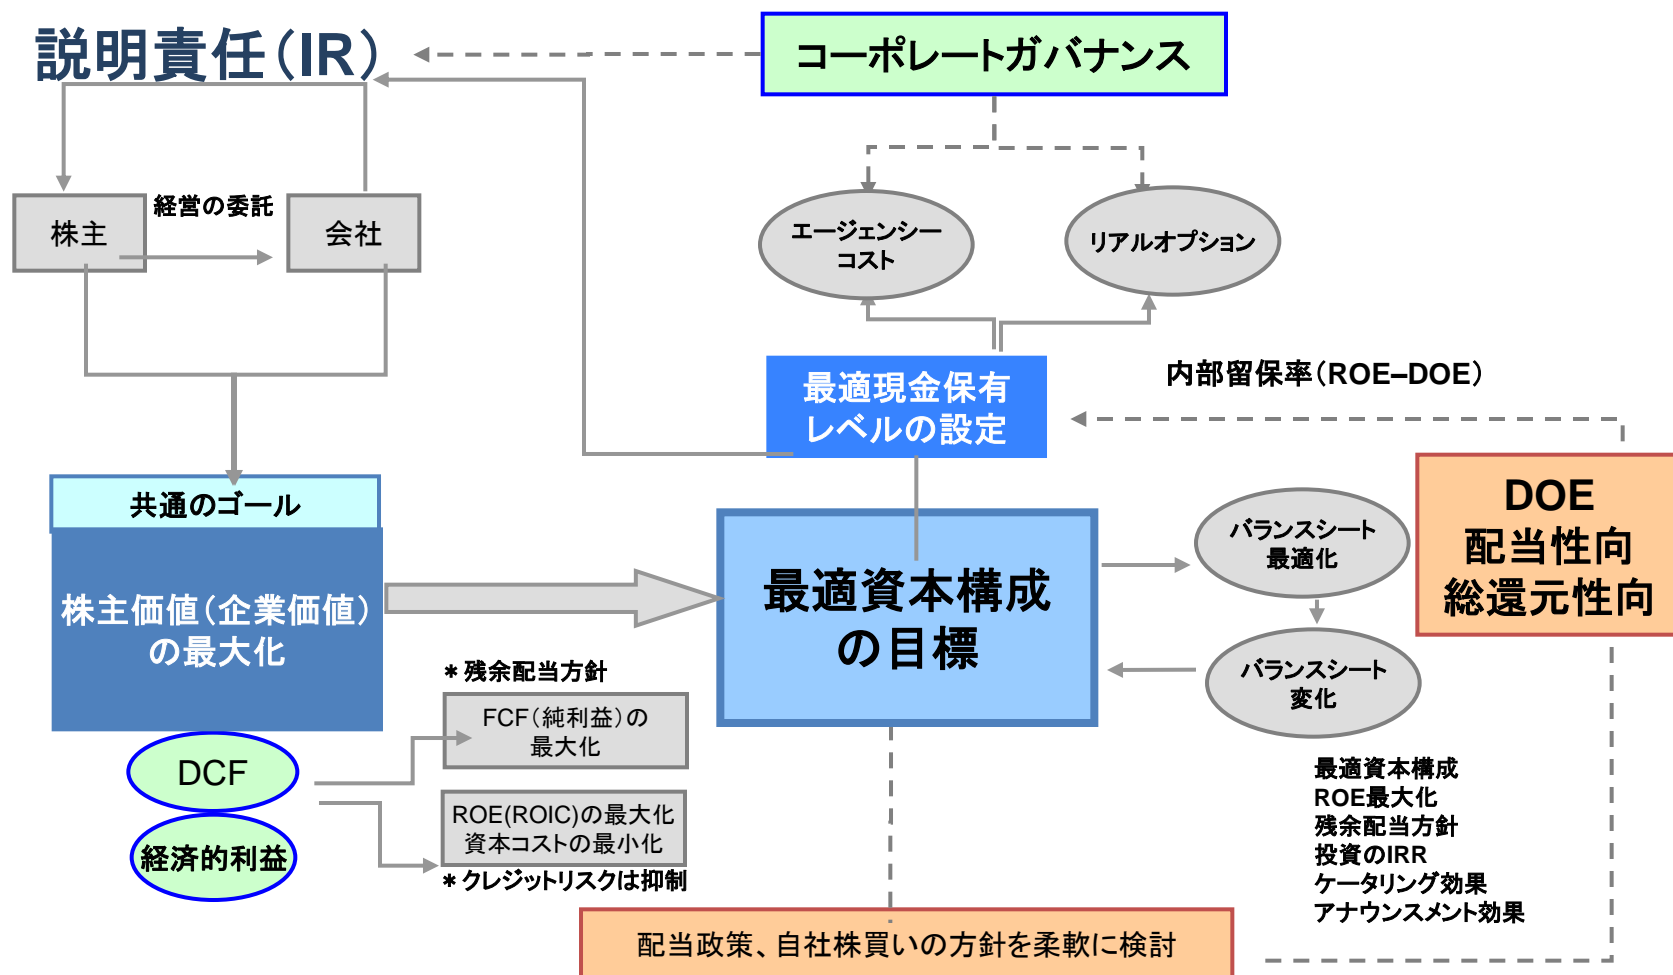 説明責任（IR）
コーポレートガバナンス
株主
経営の委託
会社
エージェンシー
コスト
リアルオプション
最適現金保有
レベルの設定
内部留保率（ROE–DOE）
共通のゴール
株主価値（企業価値）
の最大化
最適資本構成
の目標
バランスシート
最適化
バランスシート
変化
DOE
配当性向
総還元性向
＊残余配当方針
FCF（純利益）の
最大化
DCF
ROE(ROIC)の最大化
資本コストの最小化
経済的利益
＊クレジットリスクは抑制
最適資本構成
ROE最大化
残余配当方針
投資のIRR
ケータリング効果
アナウンスメント効果
配当政策、自社株買いの方針を柔軟に検討